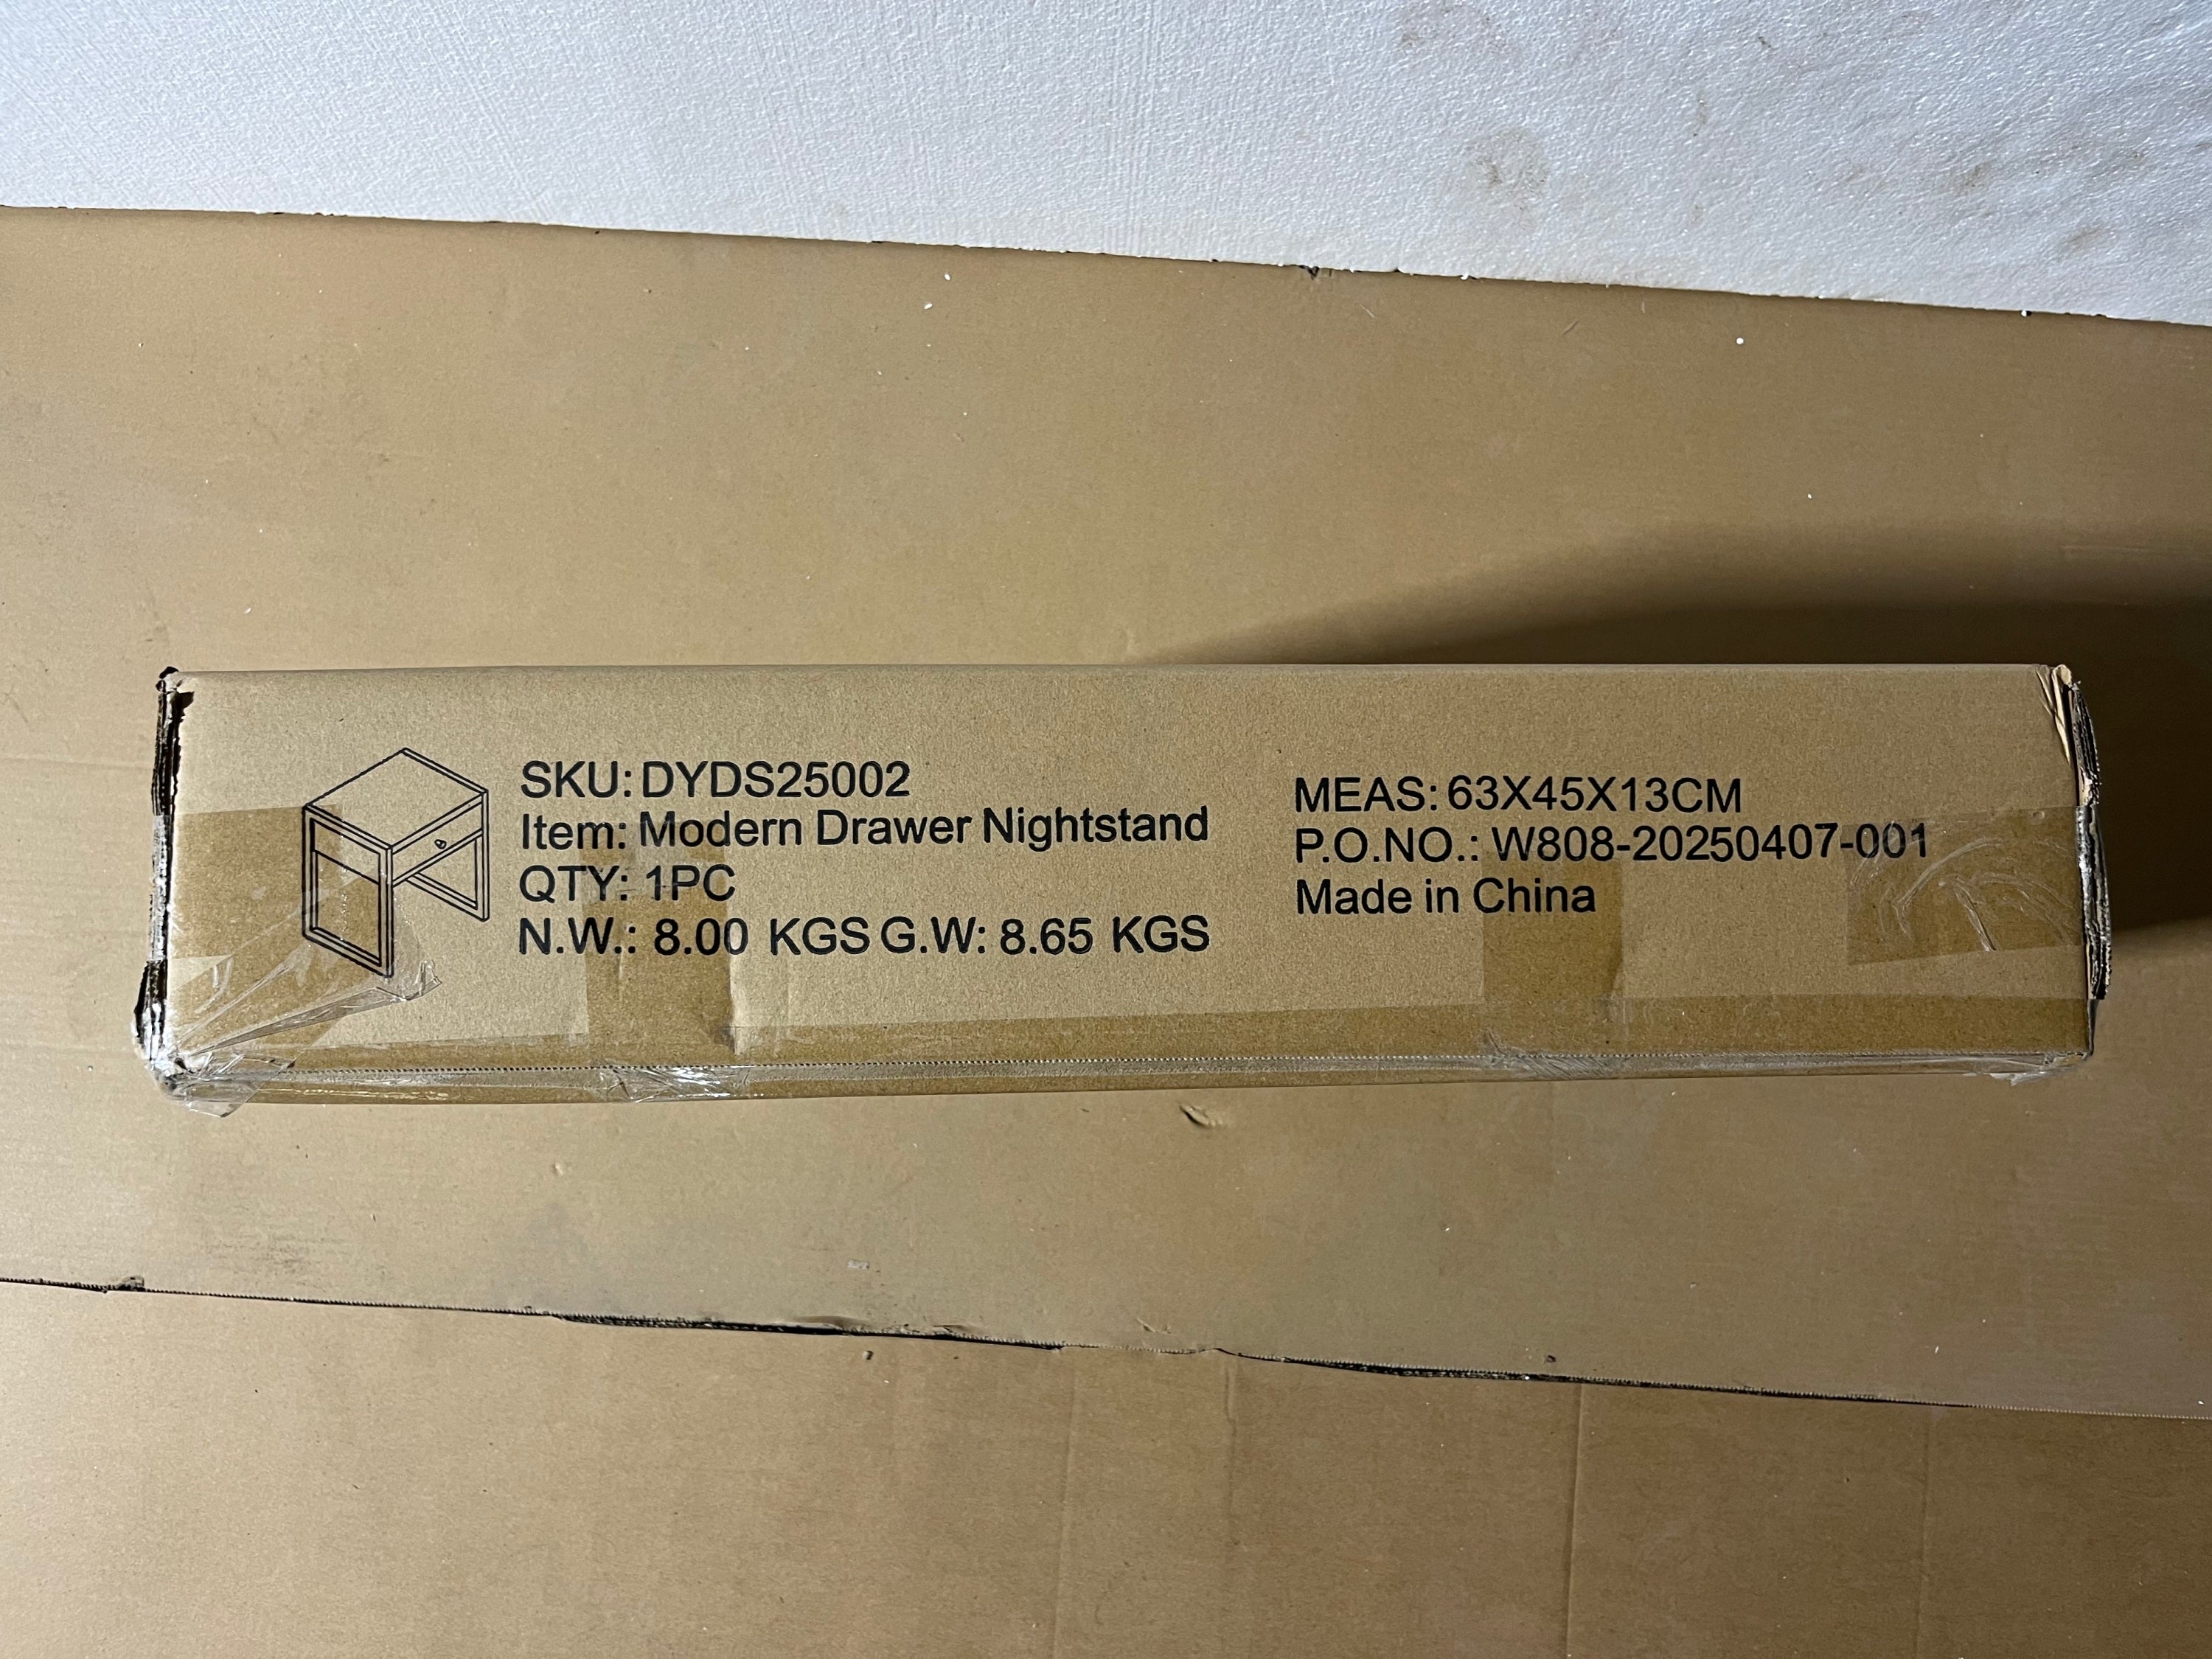 SKU: DYDS25002
Item: Modern Drawer Nightstand
QTY: 1PC
N.W.: 8.00 KGS G.W: 8.65 KGS
MEAS: 63X45X13CM
P.O.NO.: W808-20250407-001
Made in China